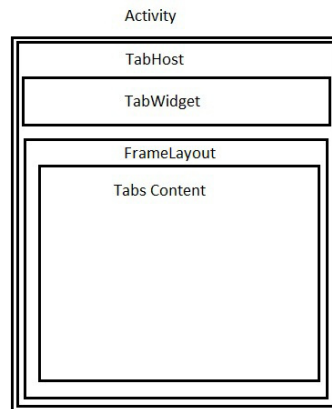 Activity
TabHost
TabWidget
FrameLayout
Tabs Content